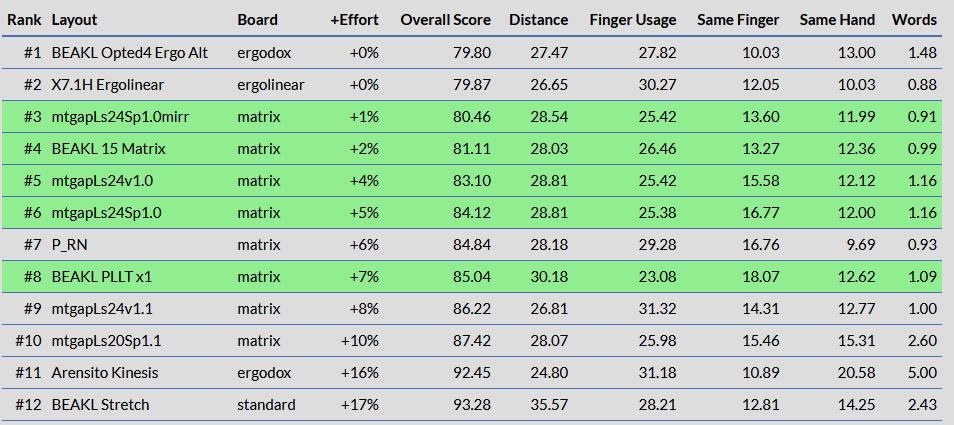 Rank Layout Board +Effort Overall Score Distance Finger Usage Same Finger Same Hand Words
#1 BEAKL Opted4 Ergo Alt ergodox +0% 79.80 27.47 27.82 10.03 13.00 1.48
#2 X7.1H Ergolinear ergolinear +0% 79.87 26.65 30.27 12.05 10.03 0.88
#3 mtgapLs24Sp1.0mirr matrix +1% 80.46 28.54 25.42 13.60 11.99 0.91
#4 BEAKL 15 Matrix matrix +2% 81.11 28.03 26.46 13.27 12.36 0.99
#5 mtgapLs24v1.0 matrix +4% 83.10 28.81 25.42 15.58 12.12 1.16
#6 mtgapLs24Sp1.0 matrix +5% 84.12 28.81 25.38 16.77 12.00 1.16
#7 P_RN matrix +6% 84.84 28.18 29.28 16.76 9.69 0.93
#8 BEAKL PLLT x1 matrix +7% 85.04 30.18 23.08 18.07 12.62 1.09
#9 mtgapLs24v1.1 matrix +8% 86.22 26.81 31.32 14.31 12.77 1.00
#10 mtgapLs20Sp1.1 matrix +10% 87.42 28.07 25.98 15.46 15.31 2.60
#11 Arensito Kinesis ergodox +16% 92.45 24.80 31.18 10.89 20.58 5.00
#12 BEAKL Stretch standard +17% 93.28 35.57 28.21 12.81 14.25 2.43